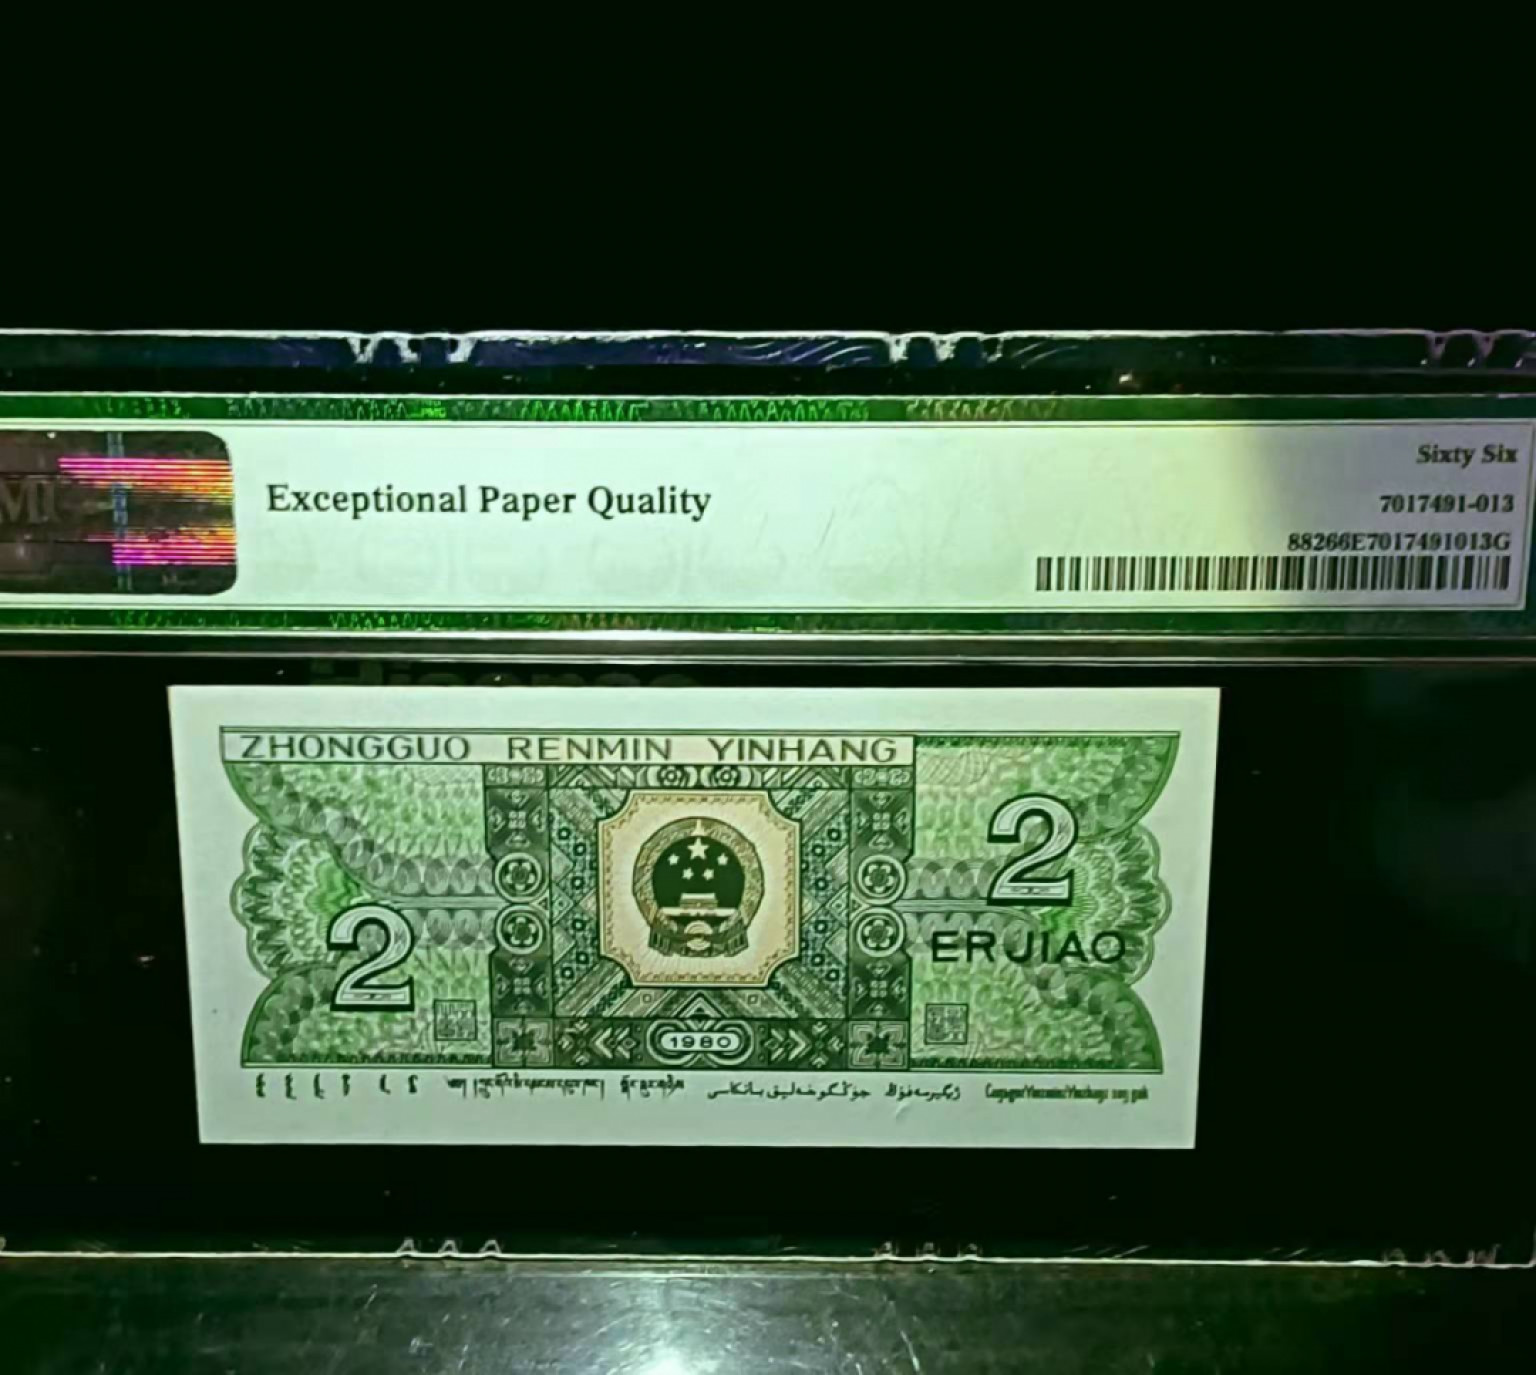 Sixty Six
Exceptional Paper Quality
7017491-013
88266E7017491013G
ZHONGGUO RENMIN YINHANG
2
2
ERJIAO
1980